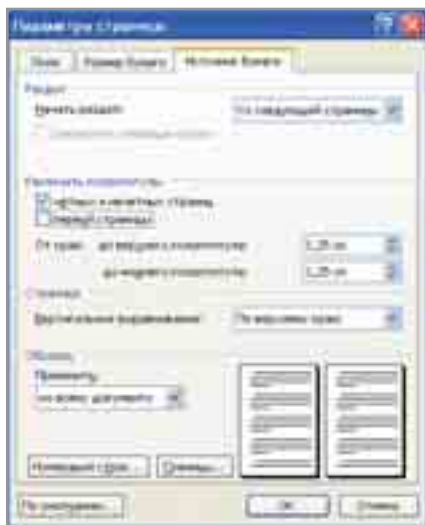 Параметры страницы
Поля Размер бумаги Источник бумаги
Раздел
Начать раздел: Со следующей страницы
Различать колонтитулы
четных и нечетных страниц
первой страницы
От края: до верхнего колонтитула: 1,25 см
до нижнего колонтитула: 1,25 см
Страница
Вертикальное выравнивание: По верхнему краю
Образец
Применить:
ко всему документу
Нумерация строк... Границы...
По умолчанию... ОК Отмена